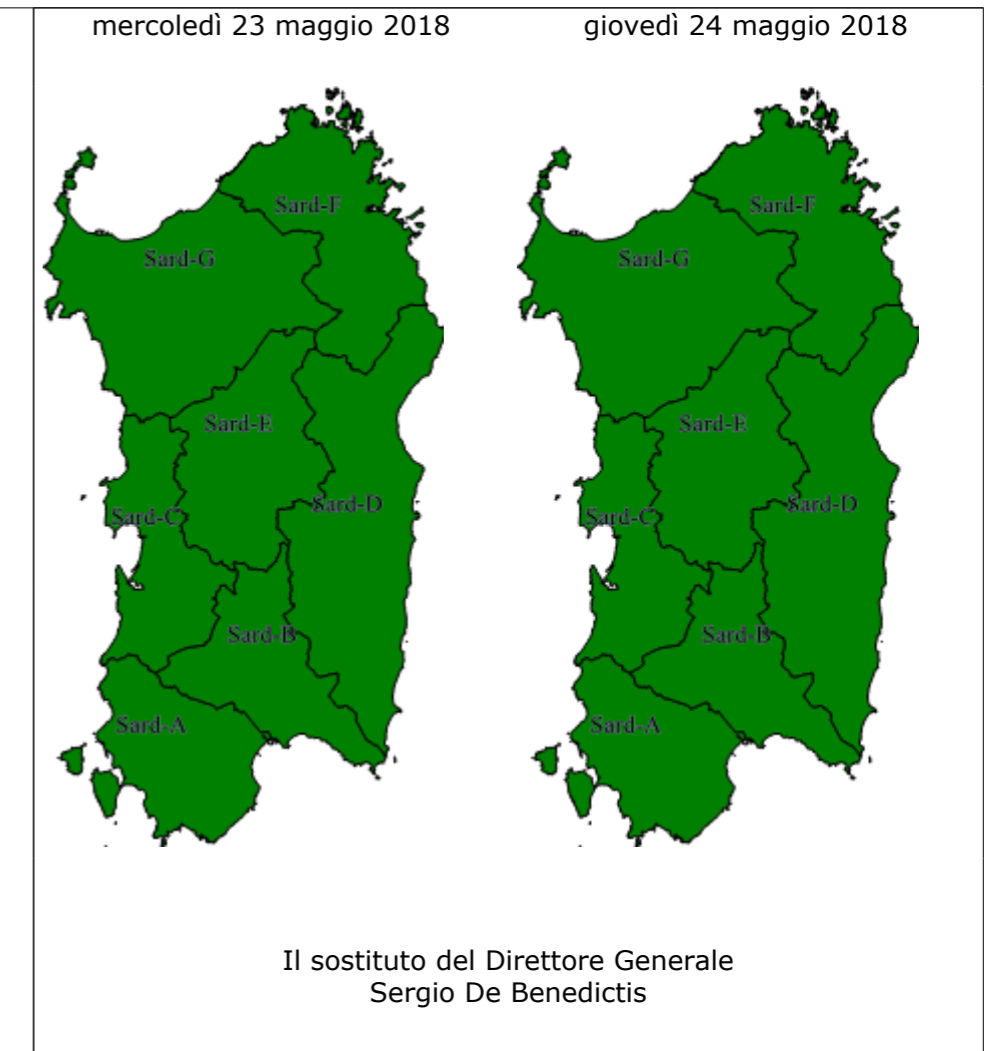 mercoledì 23 maggio 2018
giovedì 24 maggio 2018
Sard-F
Sard-G
Sard-E
Sard-D
Sard-C
Sard-B
Sard-A
Sard-F
Sard-G
Sard-E
Sard-D
Sard-C
Sard-B
Sard-A
Il sostituto del Direttore Generale
Sergio De Benedictis